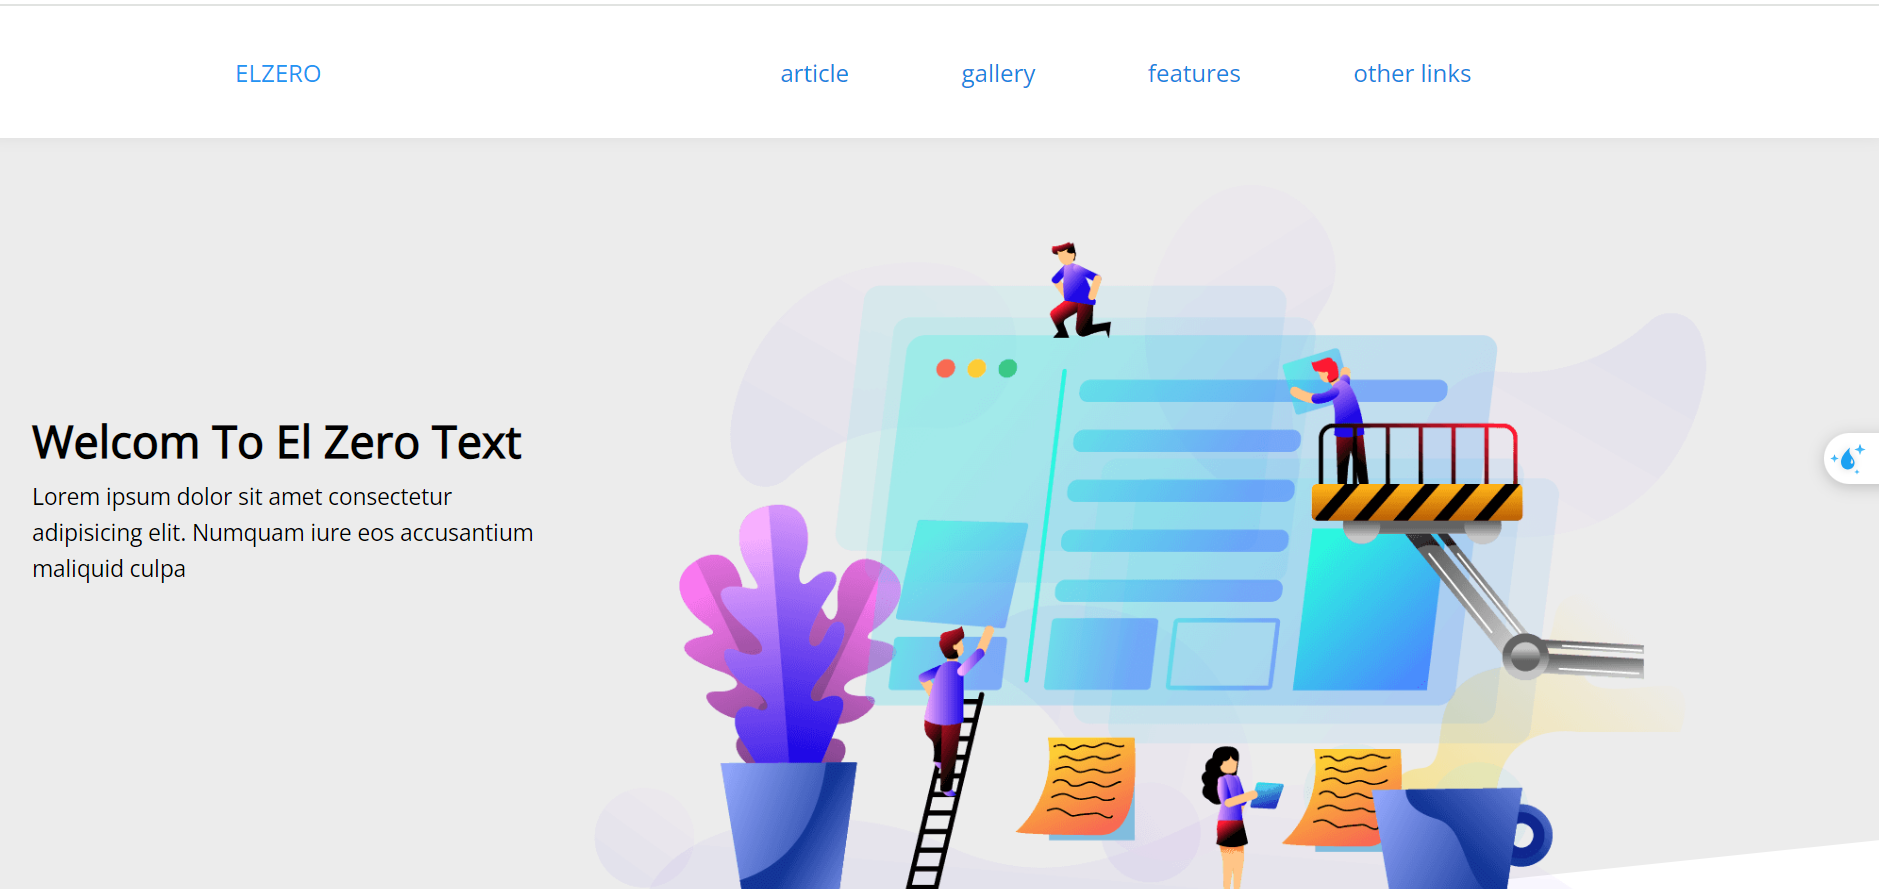 ELZERO
article
gallery
features
other links
Welcom To El Zero Text
Lorem ipsum dolor sit amet consectetur
adipisicing elit. Numquam iure eos accusantium
maliquid culpa